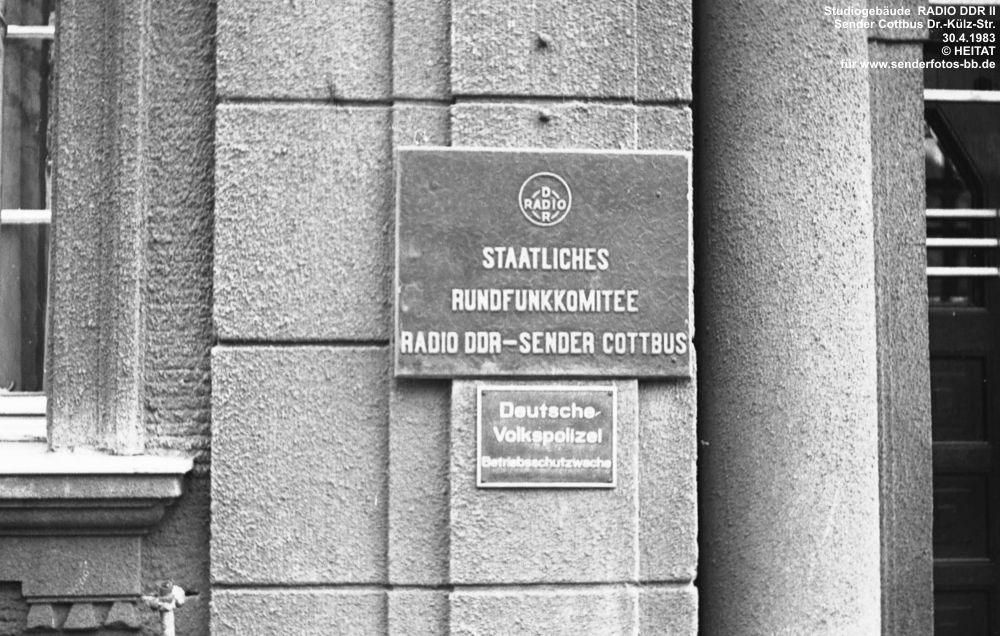 Studiogebäude RADIO DDR II
Sender Cottbus Dr.-Külz-Str.
30.4.1983
© HEITAT
für www.senderfotos-bb.de
D
RADIO
R
STAATLICHES
RUNDFUNKKOMITEE
RADIO DDR-SENDER COTTBUS
Deutsche
Volkspolizei
Betriebsschutzwache